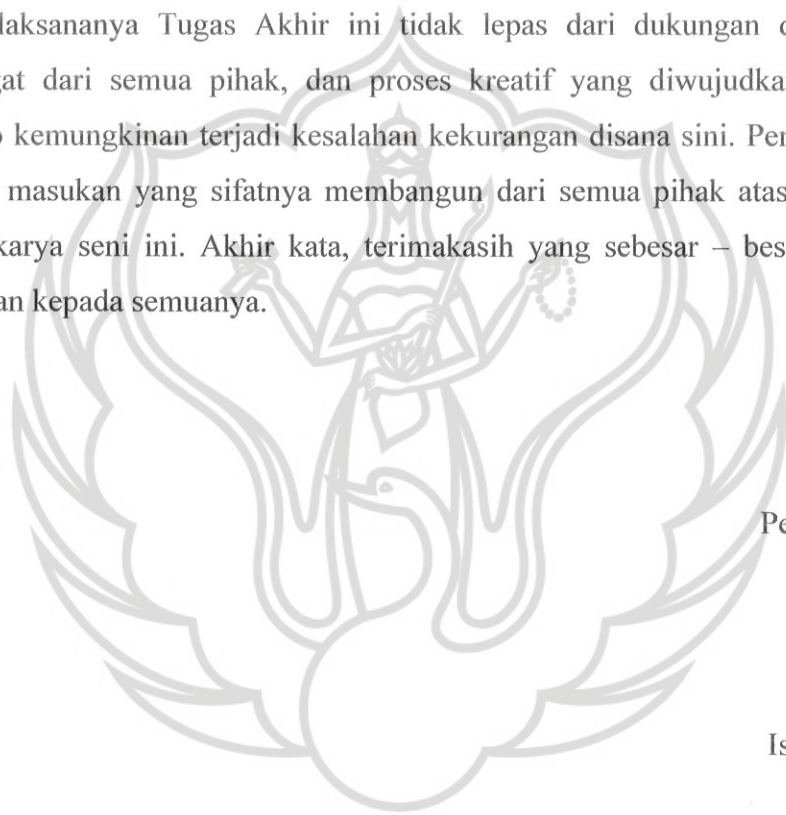 laksananya Tugas Akhir ini tidak lepas dari dukungan d
gat dari semua pihak, dan proses kreatif yang diwujudka
kemungkinan terjadi kesalahan kekurangan disana sini. Pe
masukan yang sifatnya membangun dari semua pihak atas
karya seni ini. Akhir kata, terimakasih yang sebesar – bes
an kepada semuanya.
Pe
Is